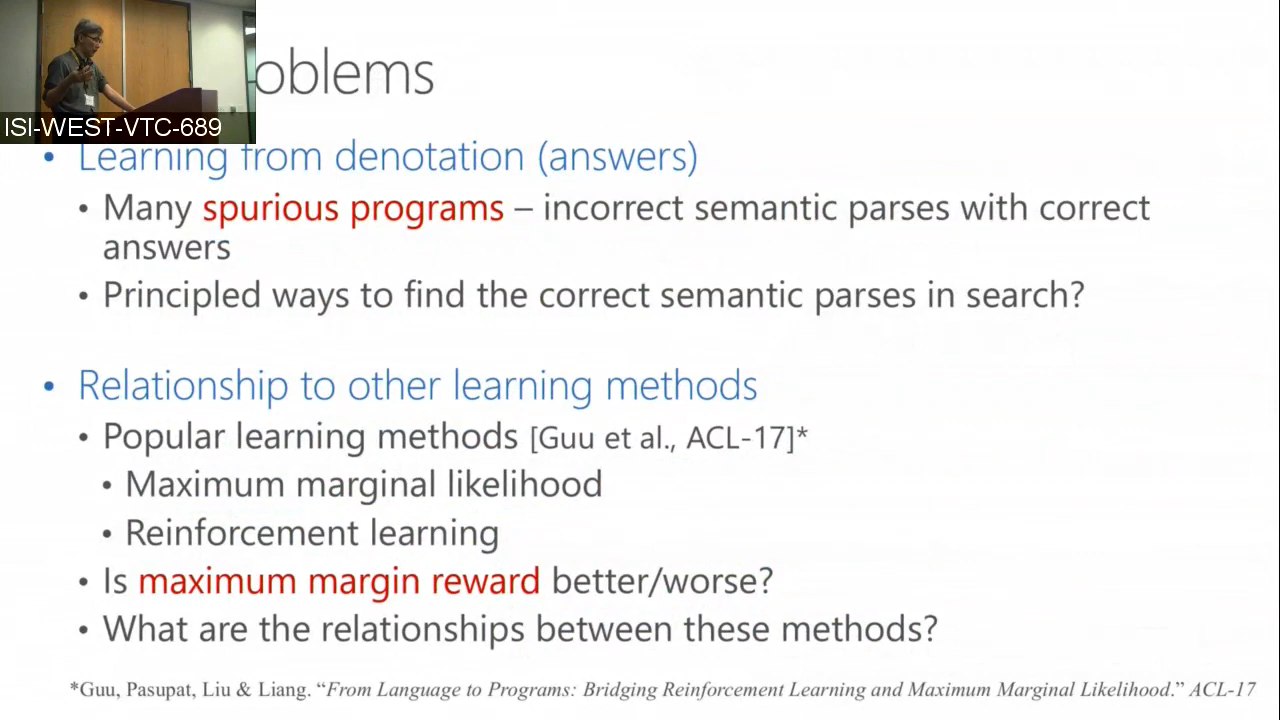 oblems
ISI-WEST-VTC-689
• Learning from denotation (answers)
• Many spurious programs – incorrect semantic parses with correct
answers
• Principled ways to find the correct semantic parses in search?
• Relationship to other learning methods
• Popular learning methods [Guu et al., ACL-17]*
• Maximum marginal likelihood
• Reinforcement learning
• Is maximum margin reward better/worse?
• What are the relationships between these methods?
*Guu, Pasupat, Liu & Liang. “From Language to Programs: Bridging Reinforcement Learning and Maximum Marginal Likelihood.” ACL-17